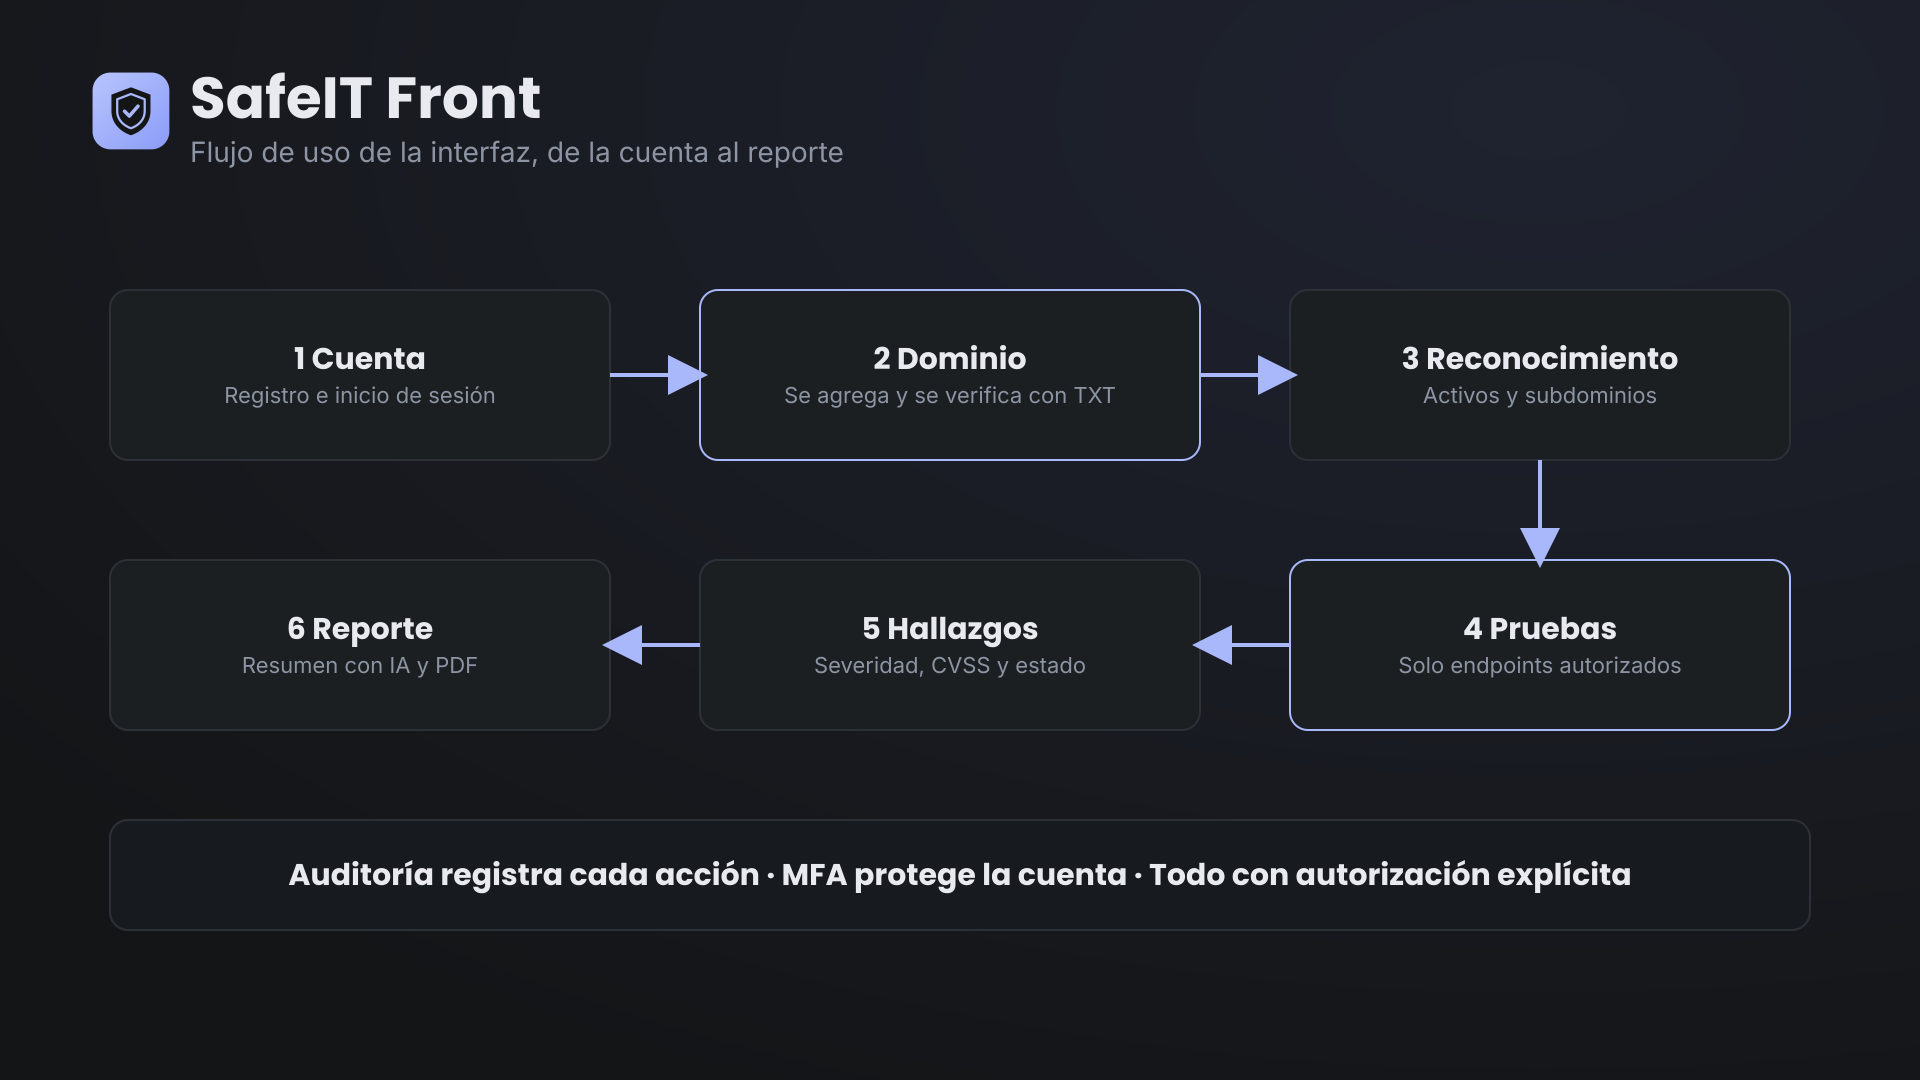 SafeIT Front
Flujo de uso de la interfaz, de la cuenta al reporte
1 Cuenta
Registro e inicio de sesión
2 Dominio
Se agrega y se verifica con TXT
3 Reconocimiento
Activos y subdominios
6 Reporte
Resumen con IA y PDF
5 Hallazgos
Severidad, CVSS y estado
4 Pruebas
Solo endpoints autorizados
Auditoría registra cada acción · MFA protege la cuenta · Todo con autorización explícita